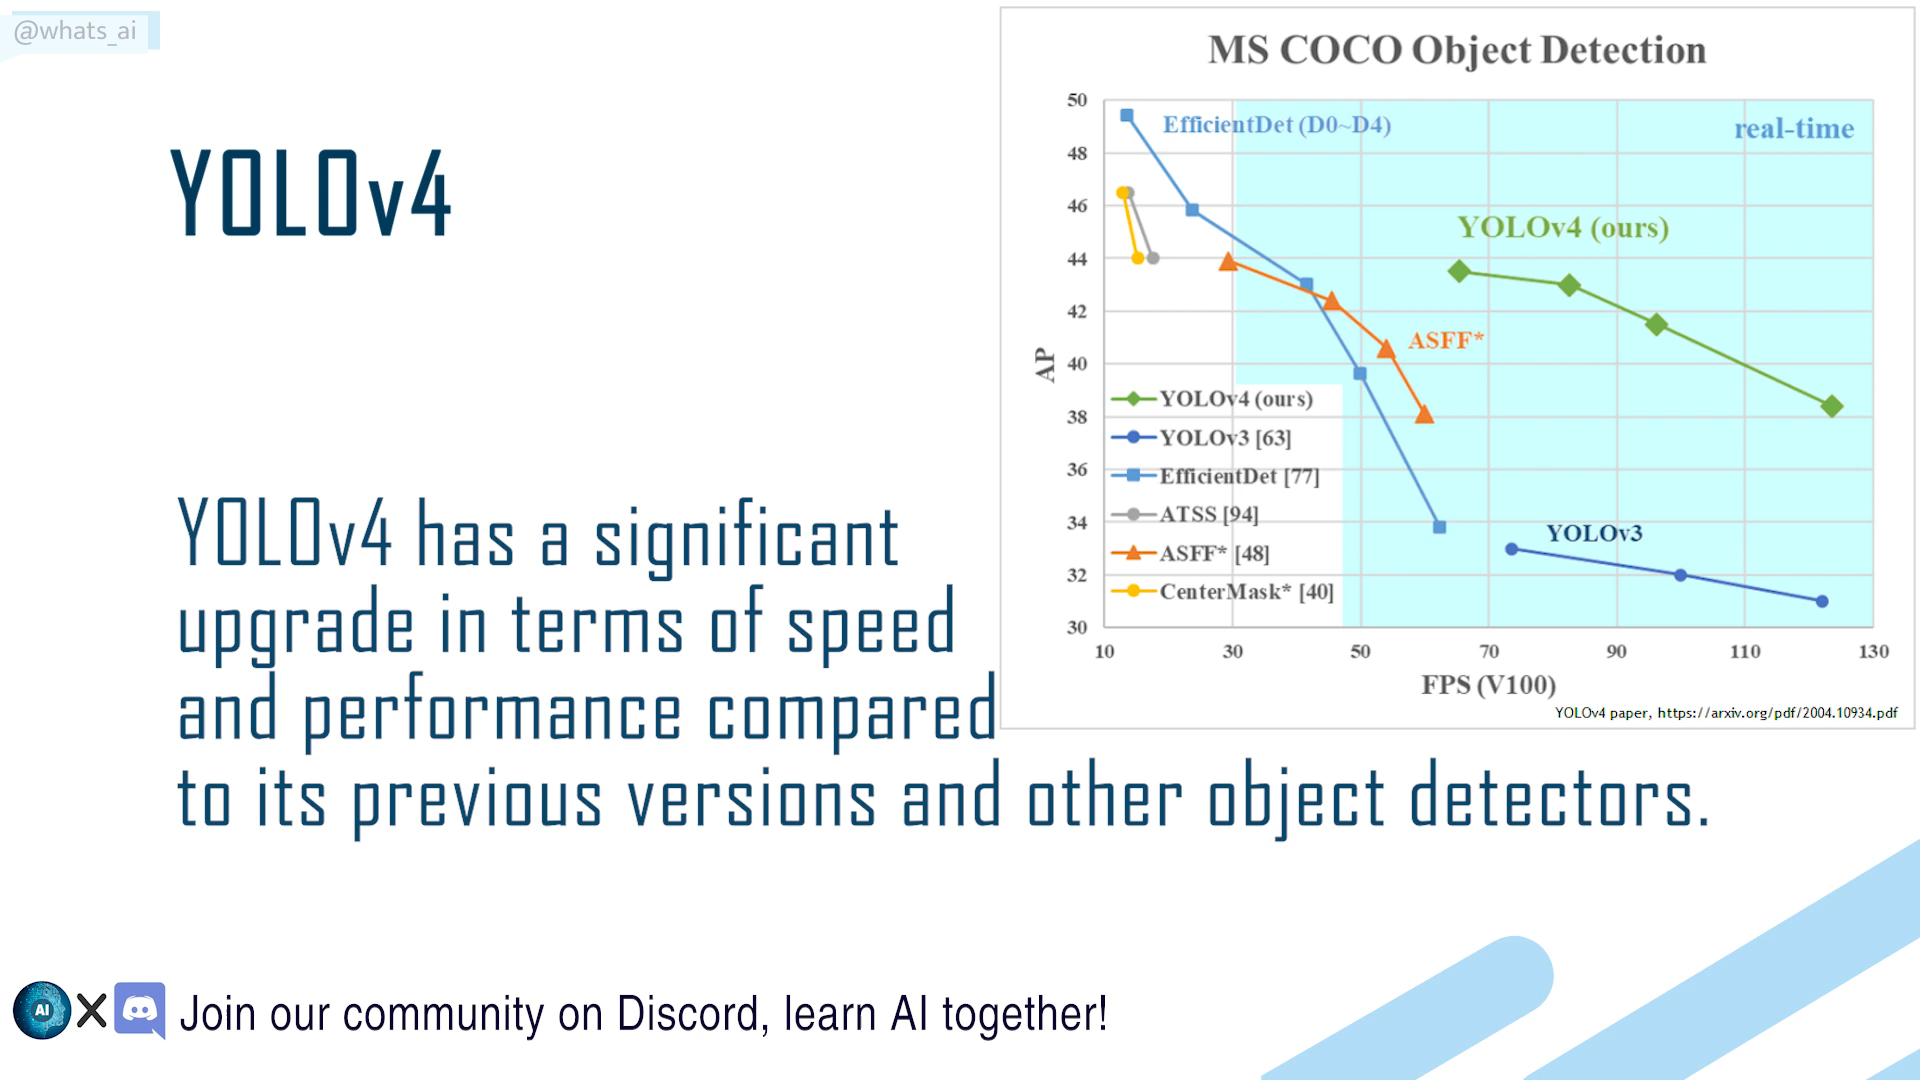 @whats_ai
YOLOv4
YOLOv4 has a significant
upgrade in terms of speed
and performance compared
to its previous versions and other object detectors.
MS COCO Object Detection
EfficientDet (D0~D4)
real-time
YOLOv4 (ours)
ASFF*
YOLOv3
YOLOv4 (ours)
YOLOv3 [63]
EfficientDet [77]
ATSS [94]
ASFF* [48]
CenterMask* [40]
AP
50
48
46
44
42
40
38
36
34
32
30
10 30 50 70 90 110 130
FPS (V100)
YOLOv4 paper, https://arxiv.org/pdf/2004.10934.pdf
AI X Join our community on Discord, learn AI together!